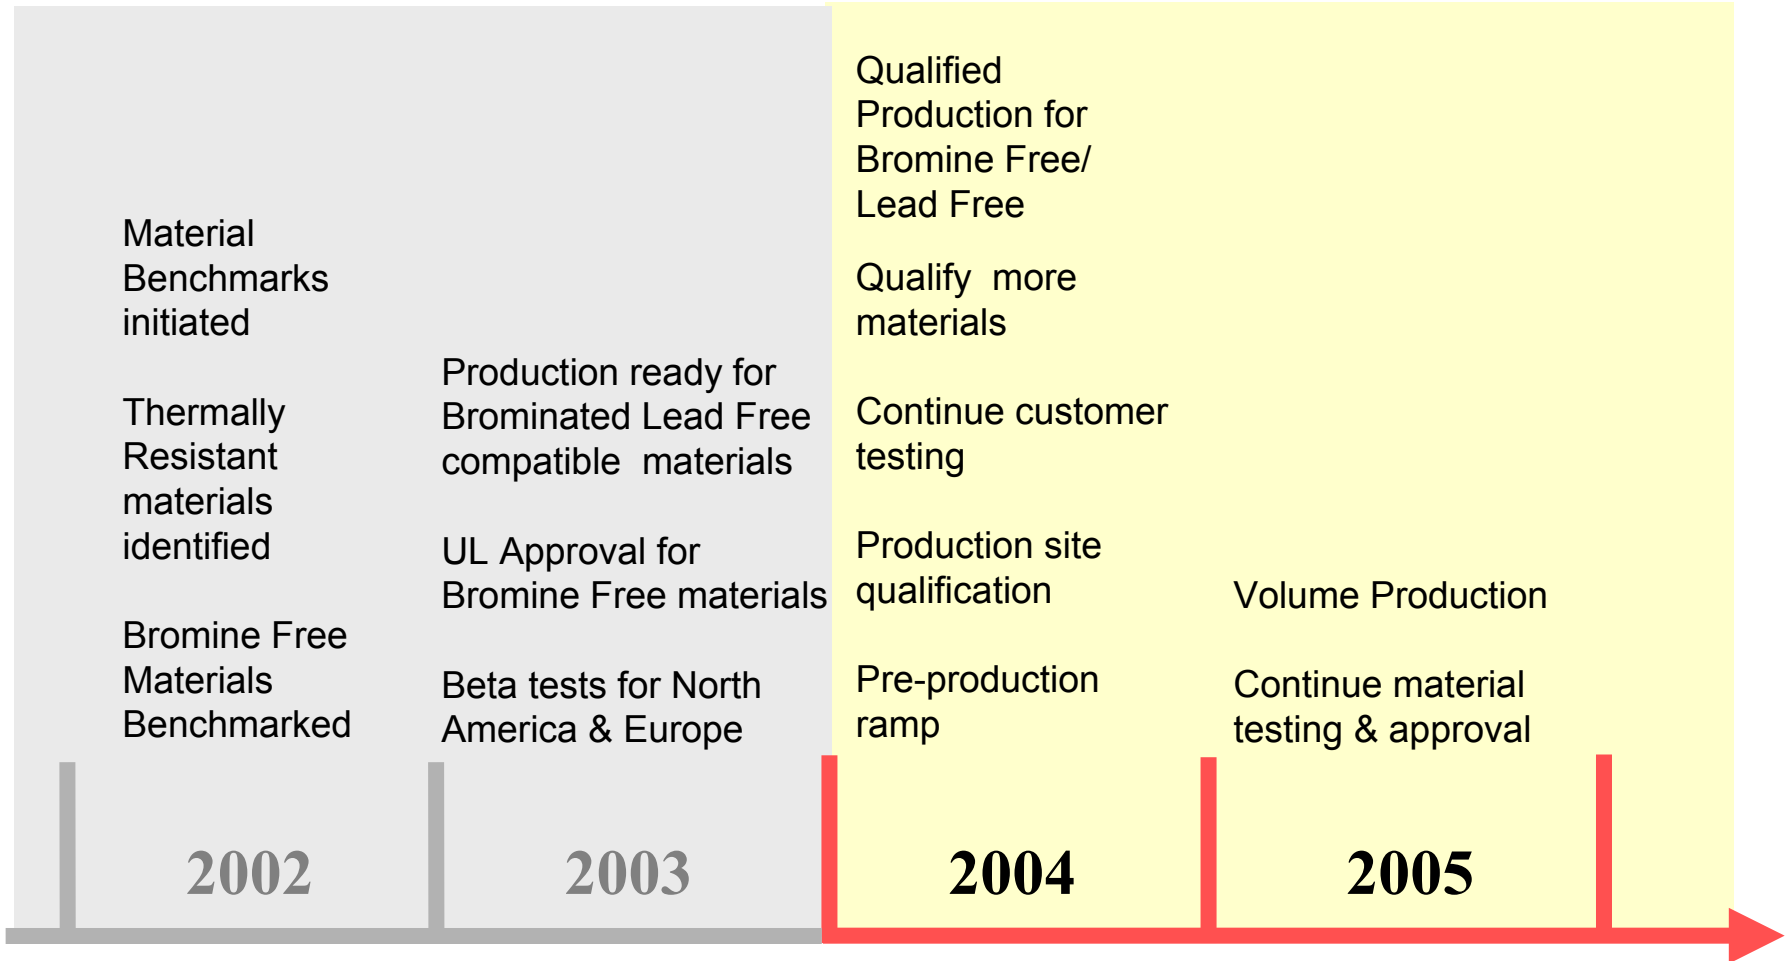 Material
Benchmarks
initiated
Thermally
Resistant
materials
identified
Bromine Free
Materials
Benchmarked
Production ready for
Brominated Lead Free
compatible materials
UL Approval for
Bromine Free materials
Beta tests for North
America & Europe
Qualified
Production for
Bromine Free/
Lead Free
Qualify more
materials
Continue customer
testing
Production site
qualification
Pre-production
ramp
Volume Production
Continue material
testing & approval
2002
2003
2004
2005